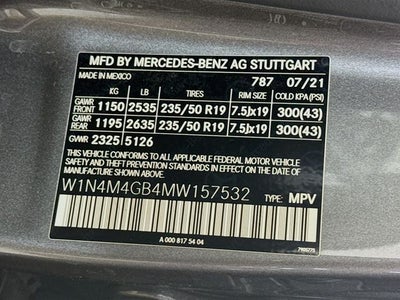 MFD BY MERCEDES-BENZ AG STUTTGART
MADE IN MEXICO 787 07/21
KG LB TIRES RIM SIZE COLD KPA (PSI)
GAWR FRONT 1150 2535 235/50 R19 7.5Jx19 300(43)
GAWR REAR 1195 2635 235/50 R19 7.5Jx19 300(43)
GVWR 2325 5126
THIS VEHICLE CONFORMS TO ALL APPLICABLE U.S. FEDERAL
MOTOR VEHICLE SAFETY STANDARDS IN EFFECT ON THE
DATE OF MANUFACTURE SHOWN ABOVE.
W1N4M4GB4MW157532 TYPE: MPV
A 000 817 54 04